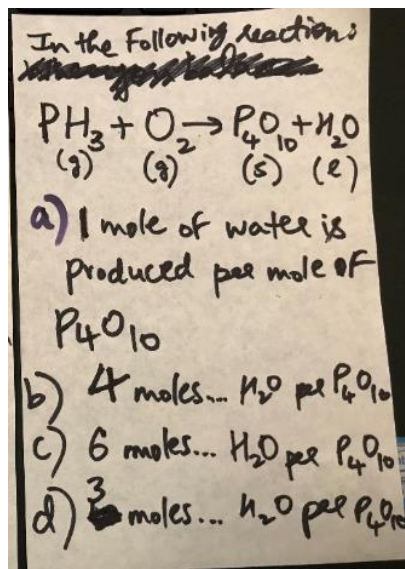 In the Following reaction:
PH3 + O2 → P4O10 + H2O
(g) (g) (s) (l)
a) 1 mole of water is
produced per mole of
P4O10
b) 4 moles... H2O per P4O10
c) 6 moles... H2O per P4O10
d) 3 moles... H2O per P4O10